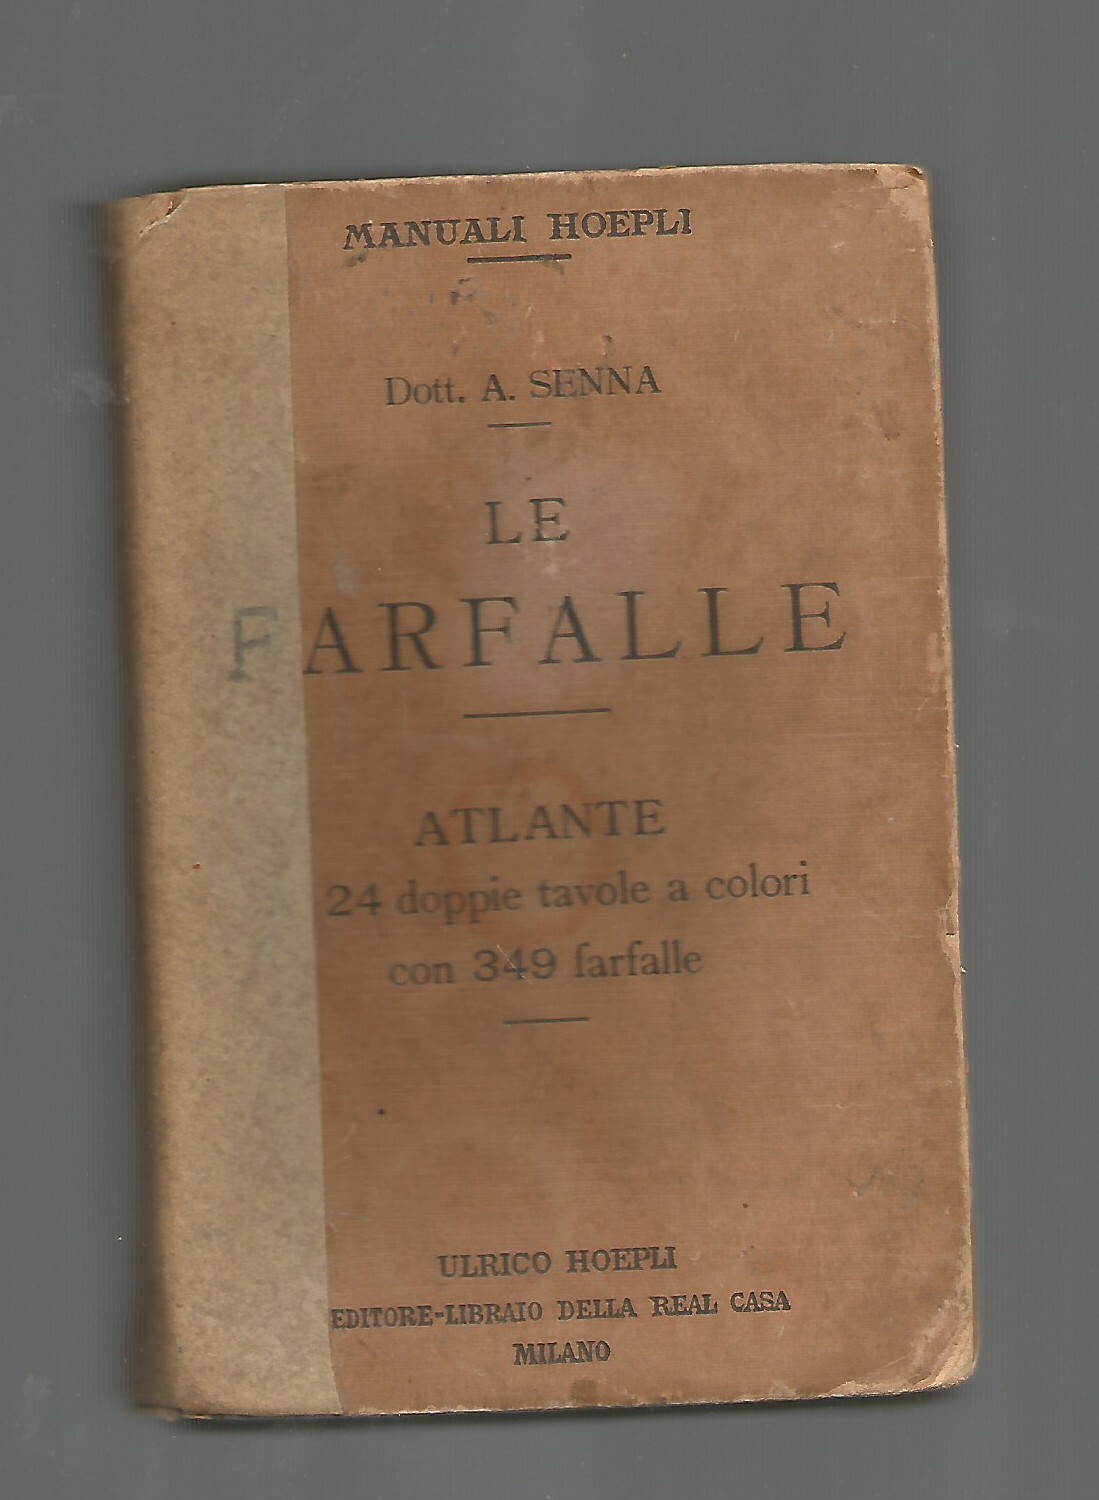 MANUALI HOEPLI
Dott. A. SENNA
LE
FARFALLE
ATLANTE
24 doppie tavole a colori
con 349 farfalle
ULRICO HOEPLI
EDITORE-LIBRAIO DELLA REAL CASA
MILANO